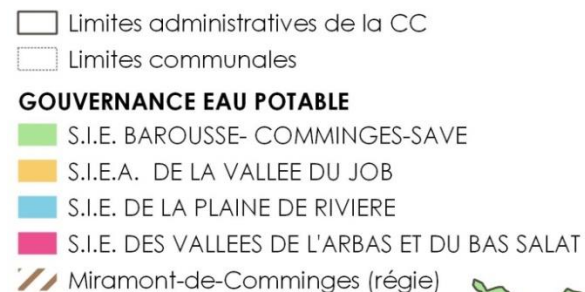 Limites administratives de la CC
Limites communales
GOUVERNANCE EAU POTABLE
S.I.E. BAROUSSE- COMMINGES-SAVE
S.I.E.A. DE LA VALLEE DU JOB
S.I.E. DE LA PLAINE DE RIVIERE
S.I.E. DES VALLEES DE L'ARBAS ET DU BAS SALAT
Miramont-de-Comminges (régie)